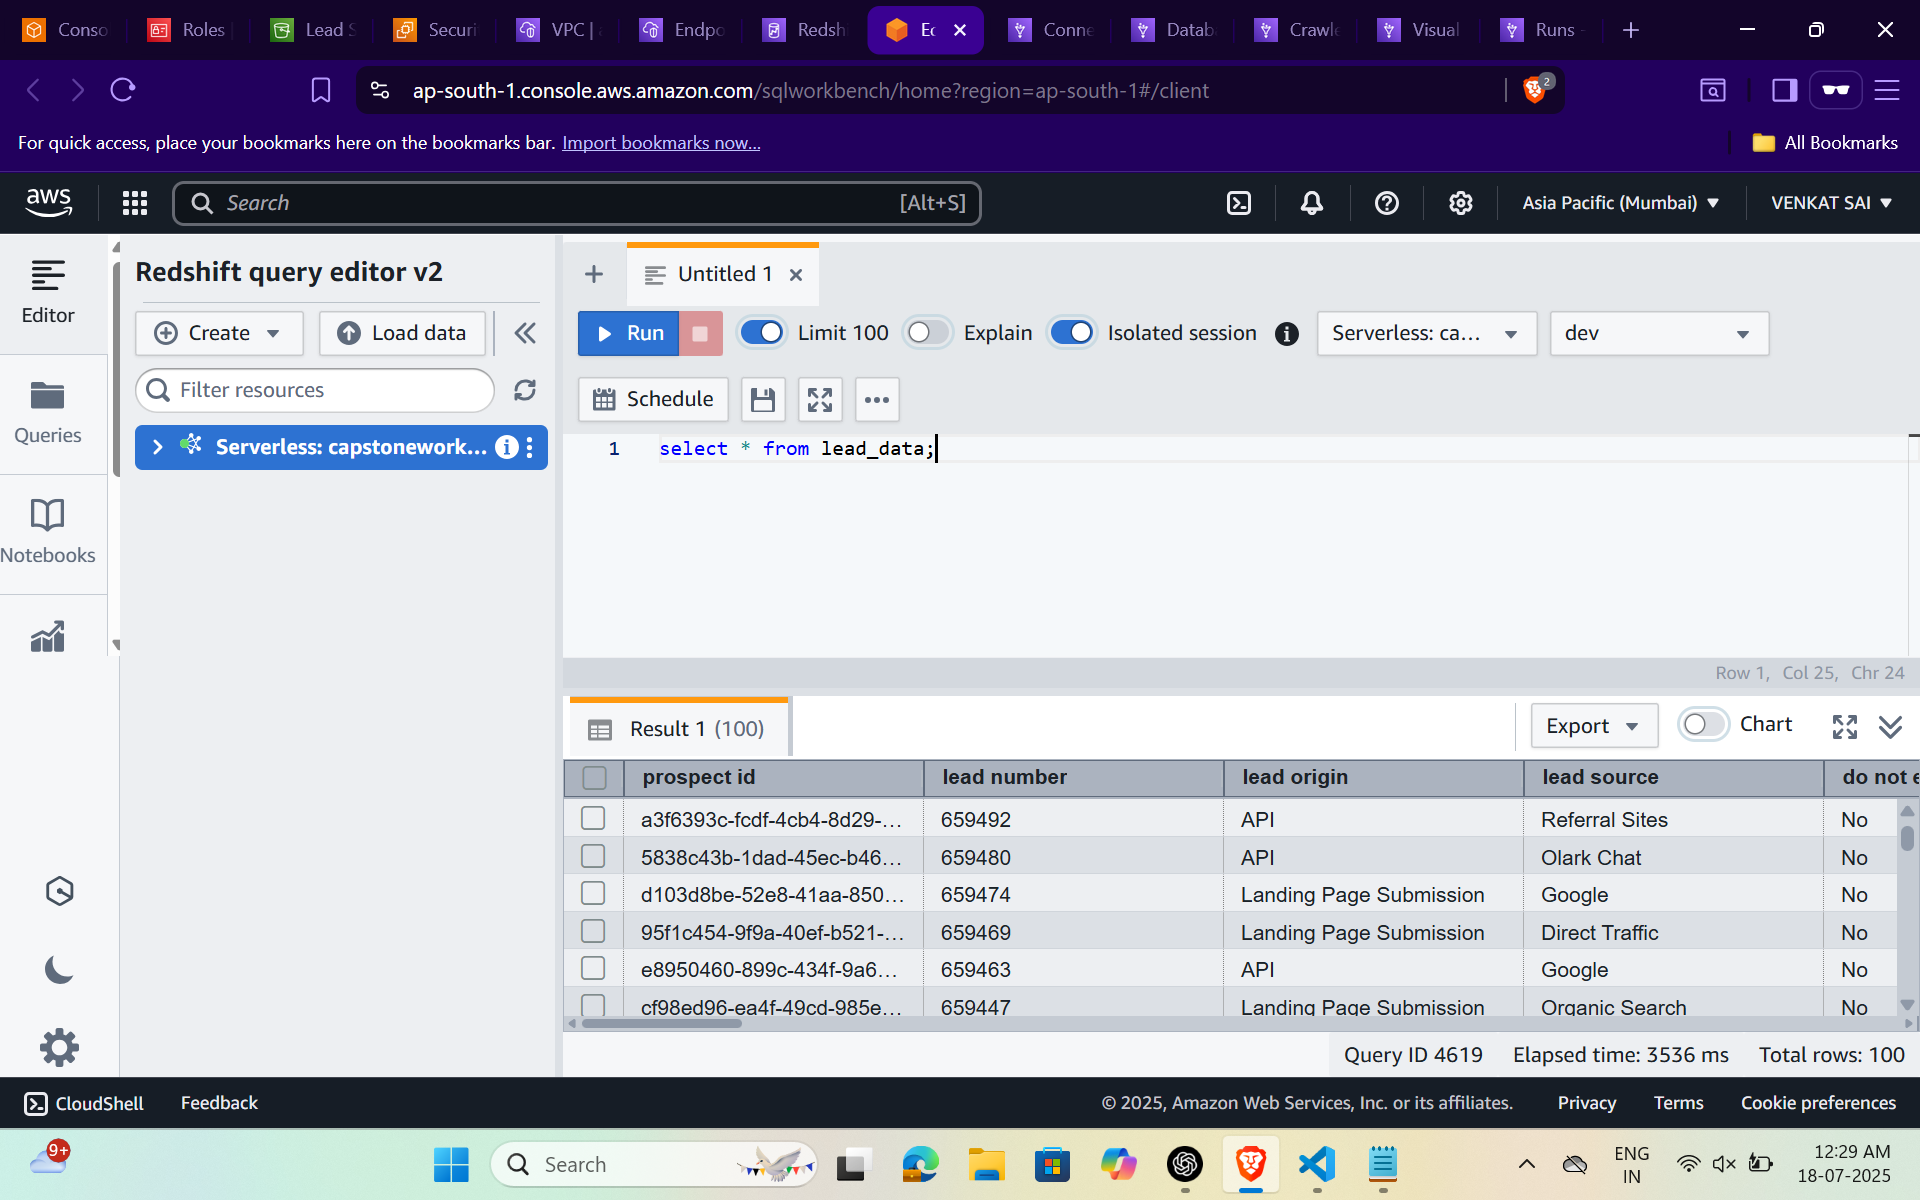 Conso
Roles
Lead S
Securi
VPC | a
Endpo
Redshi
Ec
Conne
Datab
Crawle
Visual
Runs -
ap-south-1.console.aws.amazon.com/sqlworkbench/home?region=ap-south-1#/client
2
For quick access, place your bookmarks here on the bookmarks bar. Import bookmarks now...
All Bookmarks
aws
Search
[Alt+S]
Asia Pacific (Mumbai)
VENKAT SAI
Editor
Queries
Notebooks
Redshift query editor v2
Create
Load data
Filter resources
Serverless: capstonework...
Untitled 1
Run
Limit 100
Explain
Isolated session
Serverless: ca...
dev
Schedule
1 select * from lead_data;
Row 1, Col 25, Chr 24
Result 1 (100)
Export
Chart
prospect id lead number lead origin lead source do not e
a3f6393c-fcdf-4cb4-8d29-... 659492 API Referral Sites No
5838c43b-1dad-45ec-b46... 659480 API Olark Chat No
d103d8be-52e8-41aa-850... 659474 Landing Page Submission Google No
95f1c454-9f9a-40ef-b521-... 659469 Landing Page Submission Direct Traffic No
e8950460-899c-434f-9a6... 659463 API Google No
cf98ed96-ea4f-49cd-985e... 659447 Landing Page Submission Organic Search No
Query ID 4619 Elapsed time: 3536 ms Total rows: 100
CloudShell
Feedback
© 2025, Amazon Web Services, Inc. or its affiliates.
Privacy
Terms
Cookie preferences
9+
Search
ENG
IN
12:29 AM
18-07-2025